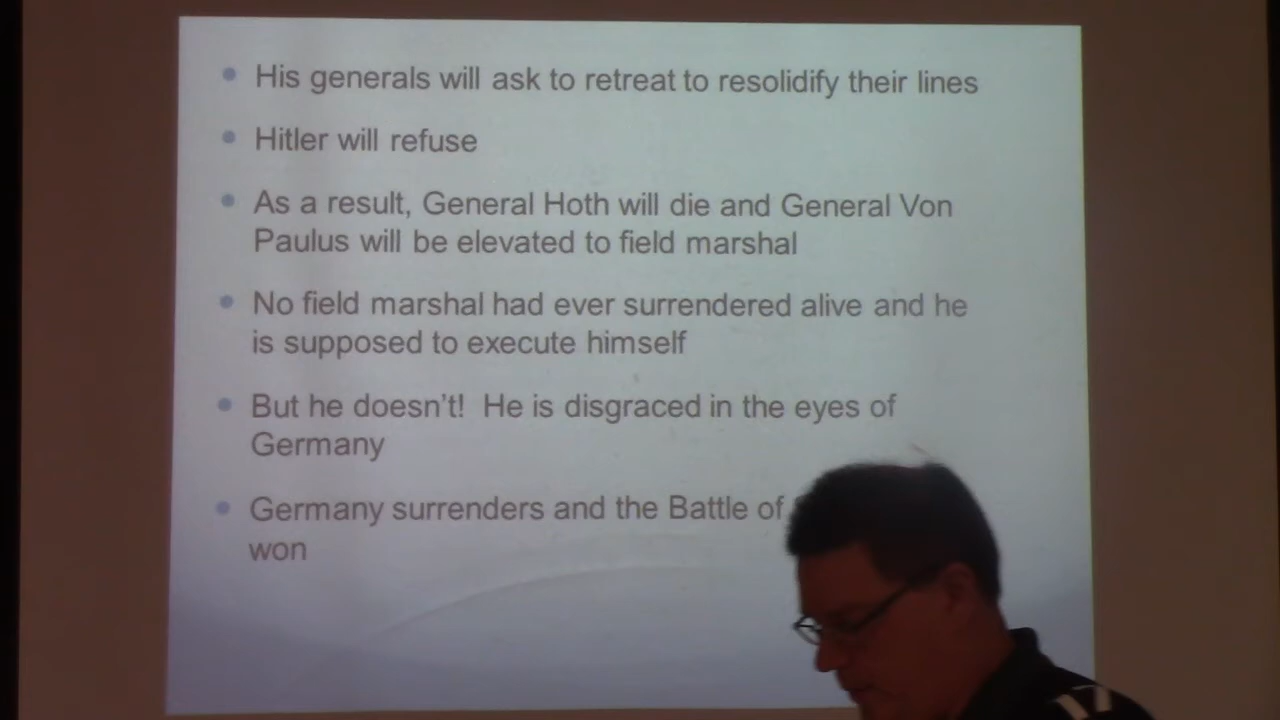 His generals will ask to retreat to resolidify their lines
Hitler will refuse
As a result, General Hoth will die and General Von
Paulus will be elevated to field marshal
No field marshal had ever surrendered alive and he
is supposed to execute himself
But he doesn't! He is disgraced in the eyes of
Germany
Germany surrenders and the Battle of
won